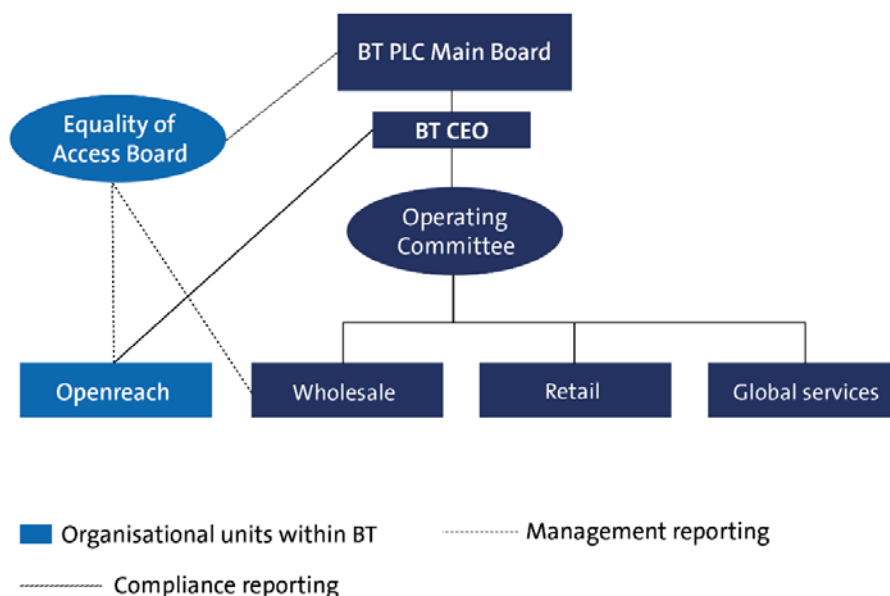 BT PLC Main Board
Equality of
Access Board
BT CEO
Operating
Committee
Openreach
Wholesale
Retail
Global services
Organisational units within BT
Management reporting
Compliance reporting